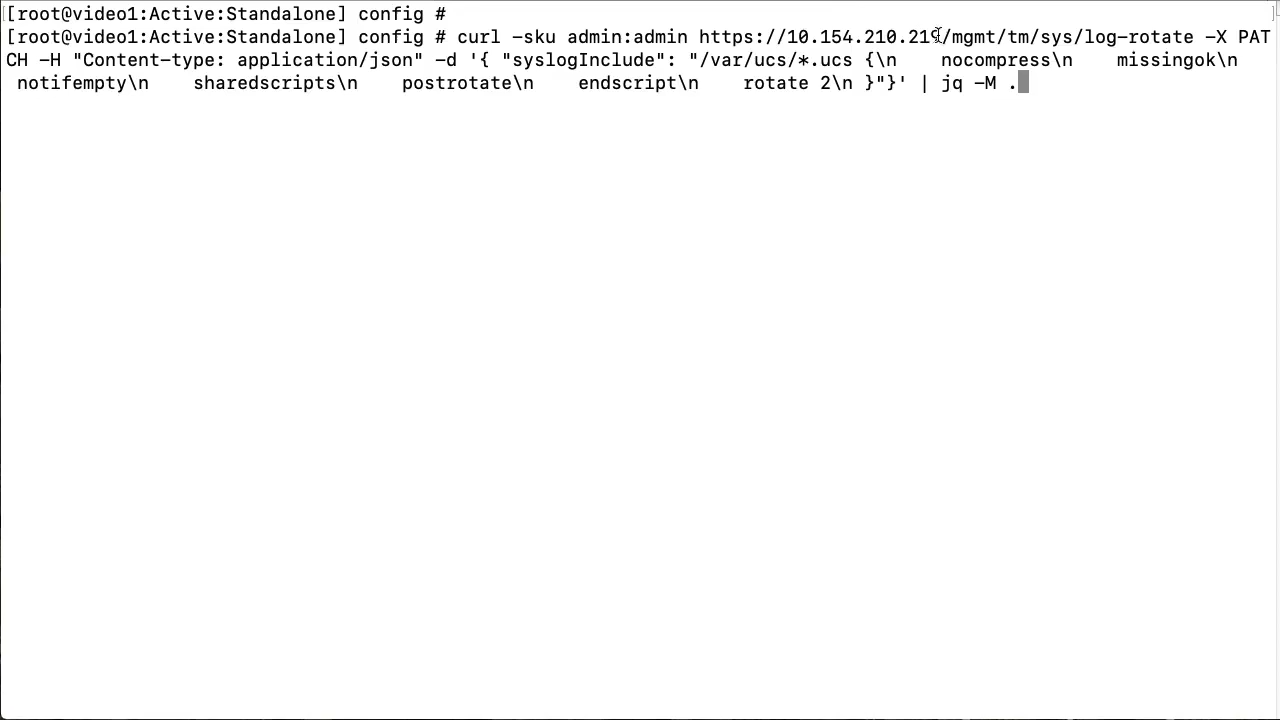 [root@video1:Active:Standalone] config #
[root@video1:Active:Standalone] config # curl -sku admin:admin https://10.154.210.219/mgmt/tm/sys/log-rotate -X PAT
CH -H "Content-type: application/json" -d '{ "syslogInclude": "/var/ucs/*.ucs {\n    nocompress\n    missingok\n
 notifempty\n    sharedscripts\n    postrotate\n    endscript\n    rotate 2\n }"}' | jq -M .